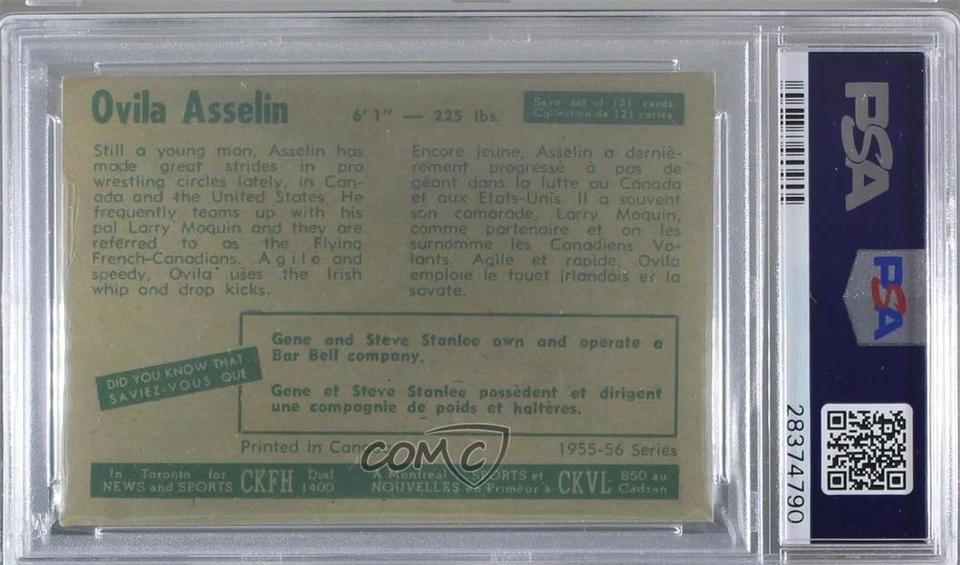 Ovila Asselin
6' 1" — 225 lbs.
Save set of 121 cards
Collection de 121 cartes
Still a young man, Asselin has
made great strides in pro
wrestling circles lately, in Can-
ada and the United States. He
frequently teams up with his
pal Larry Moquin and they are
referred to as the Flying
French-Canadians. Agile and
speedy, Ovila uses the Irish
whip and drop kicks.
Encore jeune, Asselin a derniè-
rement progressé à pas de
géant dans la lutte au Canada
et aux Etats-Unis. Il a souvent
son camarade, Larry Moquin,
comme partenaire et on les
surnomme les Canadiens Vo-
lants. Agile et rapide, Ovila
emploie le fouet irlandais et la
savate.
DID YOU KNOW THAT...
SAVIEZ-VOUS QUE
Gene and Steve Stanlee own and operate a
Bar Bell company.
Gene et Steve Stanlee possèdent et dirigent
une compagnie de poids et haltères.
Printed in Can
1955-56 Series
COMC
In Toronto for
NEWS and SPORTS
CKFH
Dial
1400
A Montreal SPORTS et
NOUVELLES en Primeur à
CKVL
850 au
Cadran
PSA
PSA
28374790